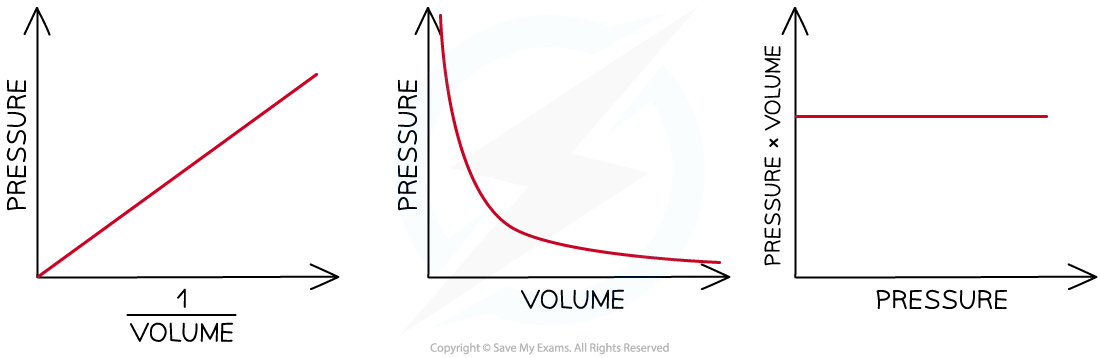 PRESSURE
1
VOLUME
PRESSURE
VOLUME
PRESSURE × VOLUME
PRESSURE
Copyright © Save My Exams. All Rights Reserved